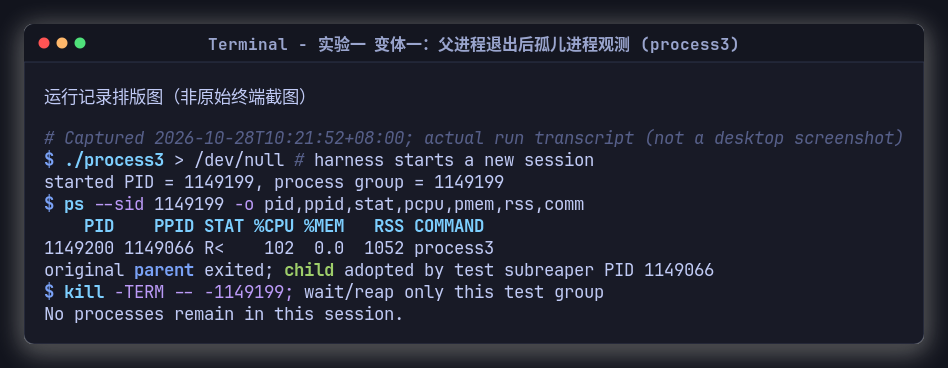 Terminal - 实验一 变体一：父进程退出后孤儿进程观测 (process3)
运行记录排版图（非原始终端截图）
# Captured 2026-10-28T10:21:52+08:00; actual run transcript (not a desktop screenshot)
$ ./process3 > /dev/null # harness starts a new session
started PID = 1149199, process group = 1149199
$ ps --sid 1149199 -o pid,ppid,stat,pcpu,pmem,rss,comm
    PID    PPID STAT %CPU %MEM   RSS COMMAND
1149200 1149066 R<    102  0.0  1052 process3
original parent exited; child adopted by test subreaper PID 1149066
$ kill -TERM -- -1149199; wait/reap only this test group
No processes remain in this session.